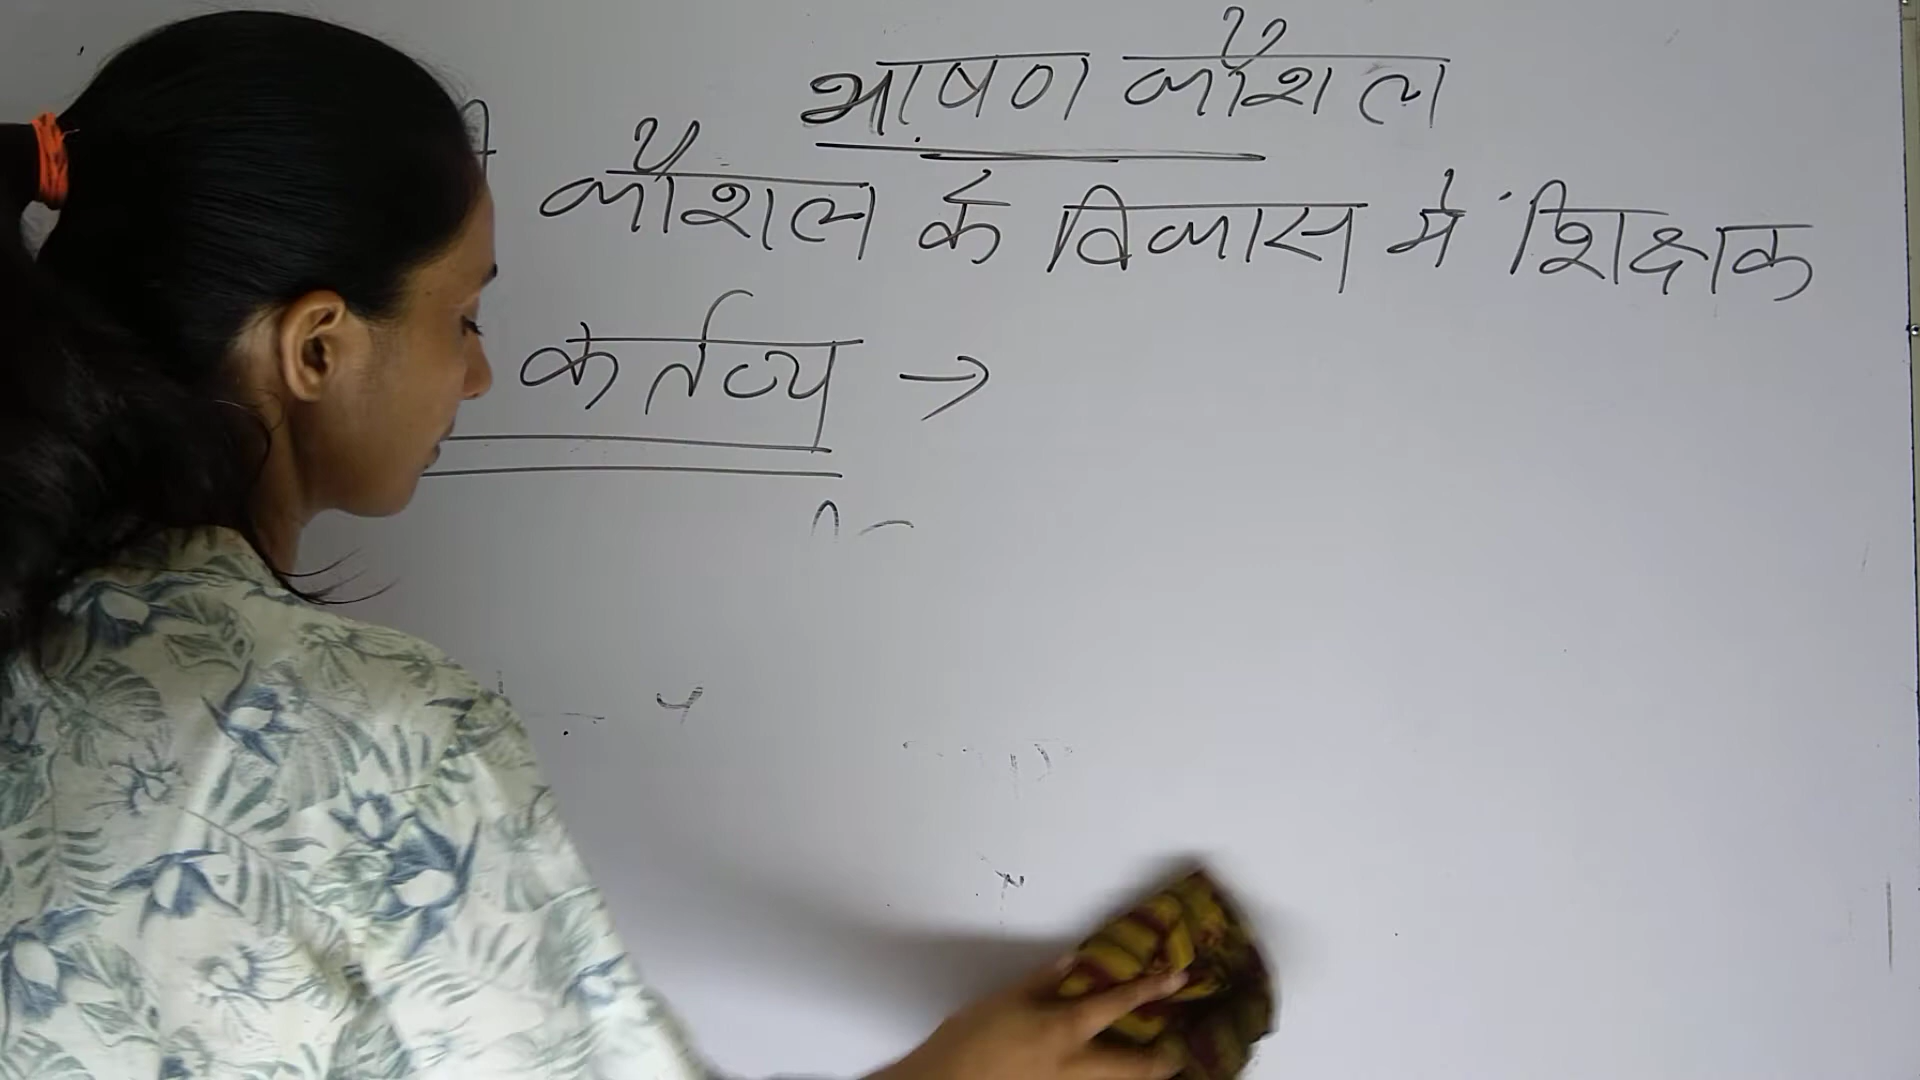 भाषण कौशल
कौशल के विकास में शिक्षक
कर्तव्य →